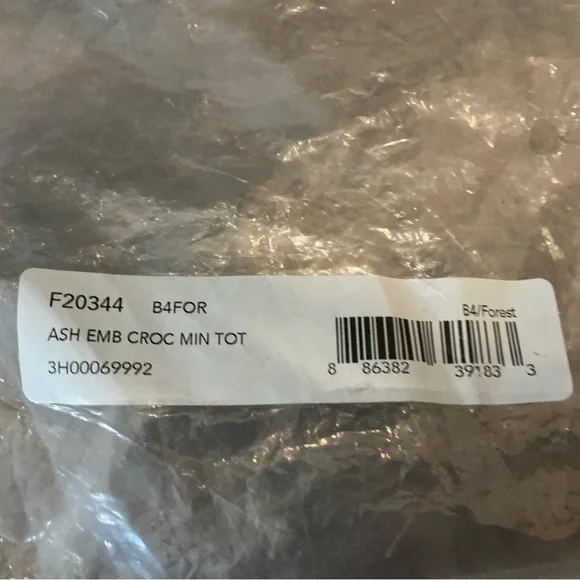 F20344 B4FOR
B4/Forest
ASH EMB CROC MIN TOT
3H00069992
8 86382 39183 3